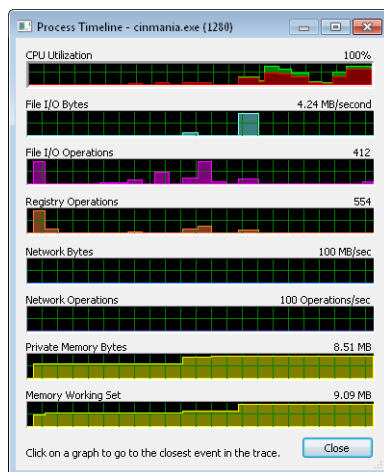 Process Timeline - cinmania.exe (1280)
CPU Utilization 100%
File I/O Bytes 4.24 MB/second
File I/O Operations 412
Registry Operations 554
Network Bytes 100 MB/sec
Network Operations 100 Operations/sec
Private Memory Bytes 8.51 MB
Memory Working Set 9.09 MB
Click on a graph to go to the closest event in the trace. Close